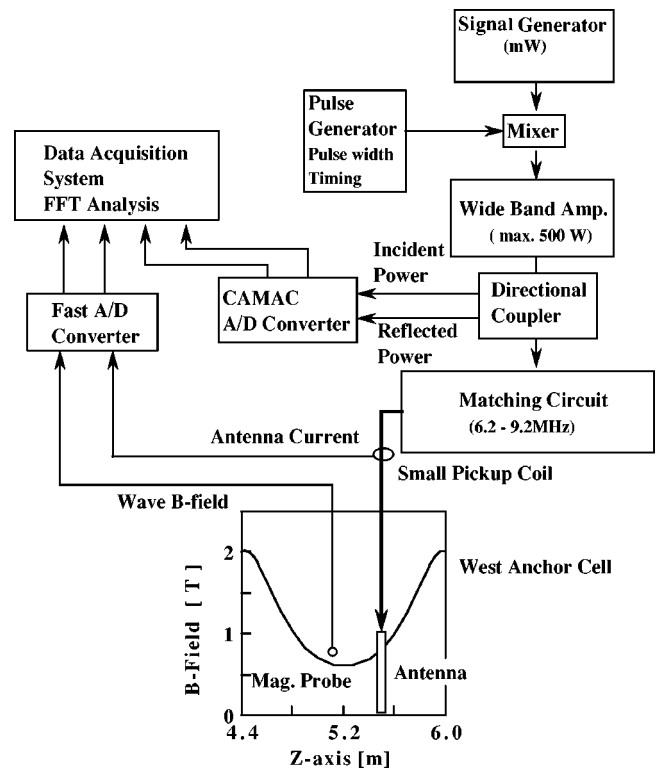 Signal Generator
(mW)
Pulse
Generator
Pulse width
Timing
Mixer
Data Acquisition
System
FFT Analysis
Wide Band Amp.
( max. 500 W)
Incident
Power
Fast A/D
Converter
CAMAC
A/D Converter
Directional
Coupler
Reflected
Power
Matching Circuit
(6.2 - 9.2MHz)
Antenna Current
Small Pickup Coil
Wave B-field
West Anchor Cell
B-Field [ T ]
2
1
0
Mag. Probe
Antenna
4.4 5.2 6.0
Z-axis [m]